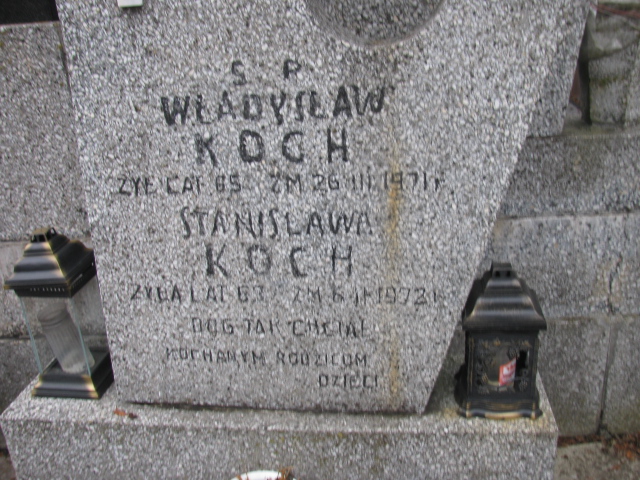 Ś P
WŁADYSŁAW
KOCH
ŻYŁ LAT 65 ZM 26 III 1971 R
STANISŁAWA
KOCH
ŻYŁA LAT 63 ZM 6 II 1972 R
BÓG TAK CHCIAŁ
KOCHANYM RODZICOM
DZIECI